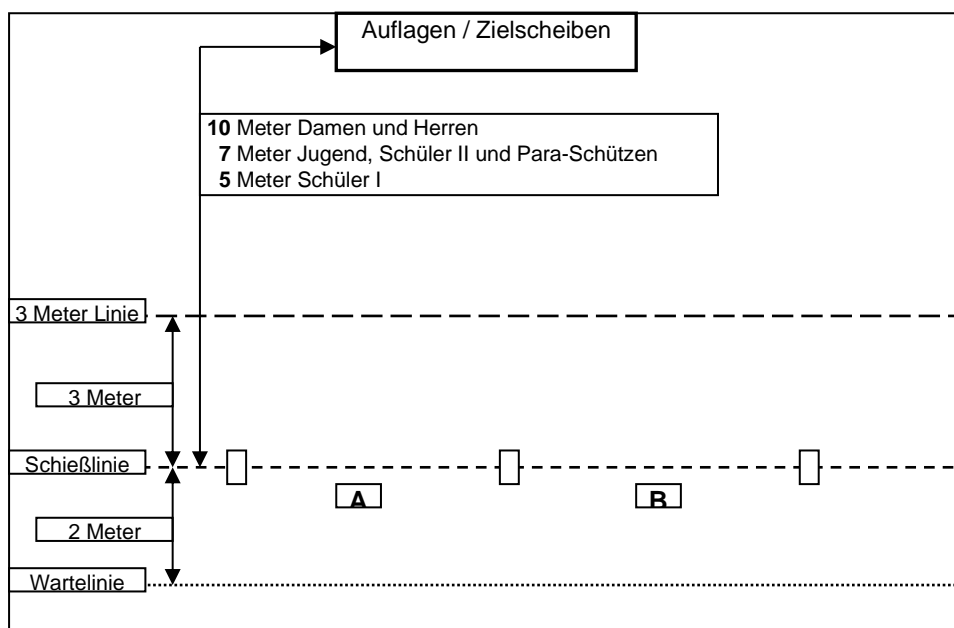 Auflagen / Zielscheiben
10 Meter Damen und Herren
7 Meter Jugend, Schüler II und Para-Schützen
5 Meter Schüler I
3 Meter Linie
3 Meter
Schießlinie
A
B
2 Meter
Wartelinie